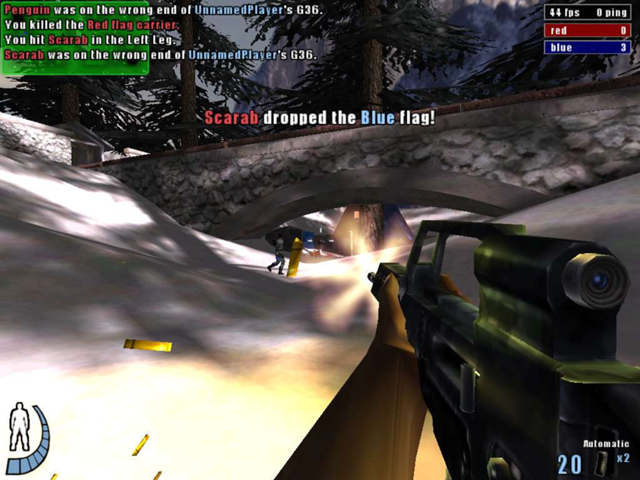 Penguin was on the wrong end of UnnamedPlayer's G36.
You killed the Red flag carrier.
You hit Scarab in the Left Leg.
Scarab was on the wrong end of UnnamedPlayer's G36.
44 fps 0 ping
red 0
blue 3
Scarab dropped the Blue flag!
Automatic
20 x2